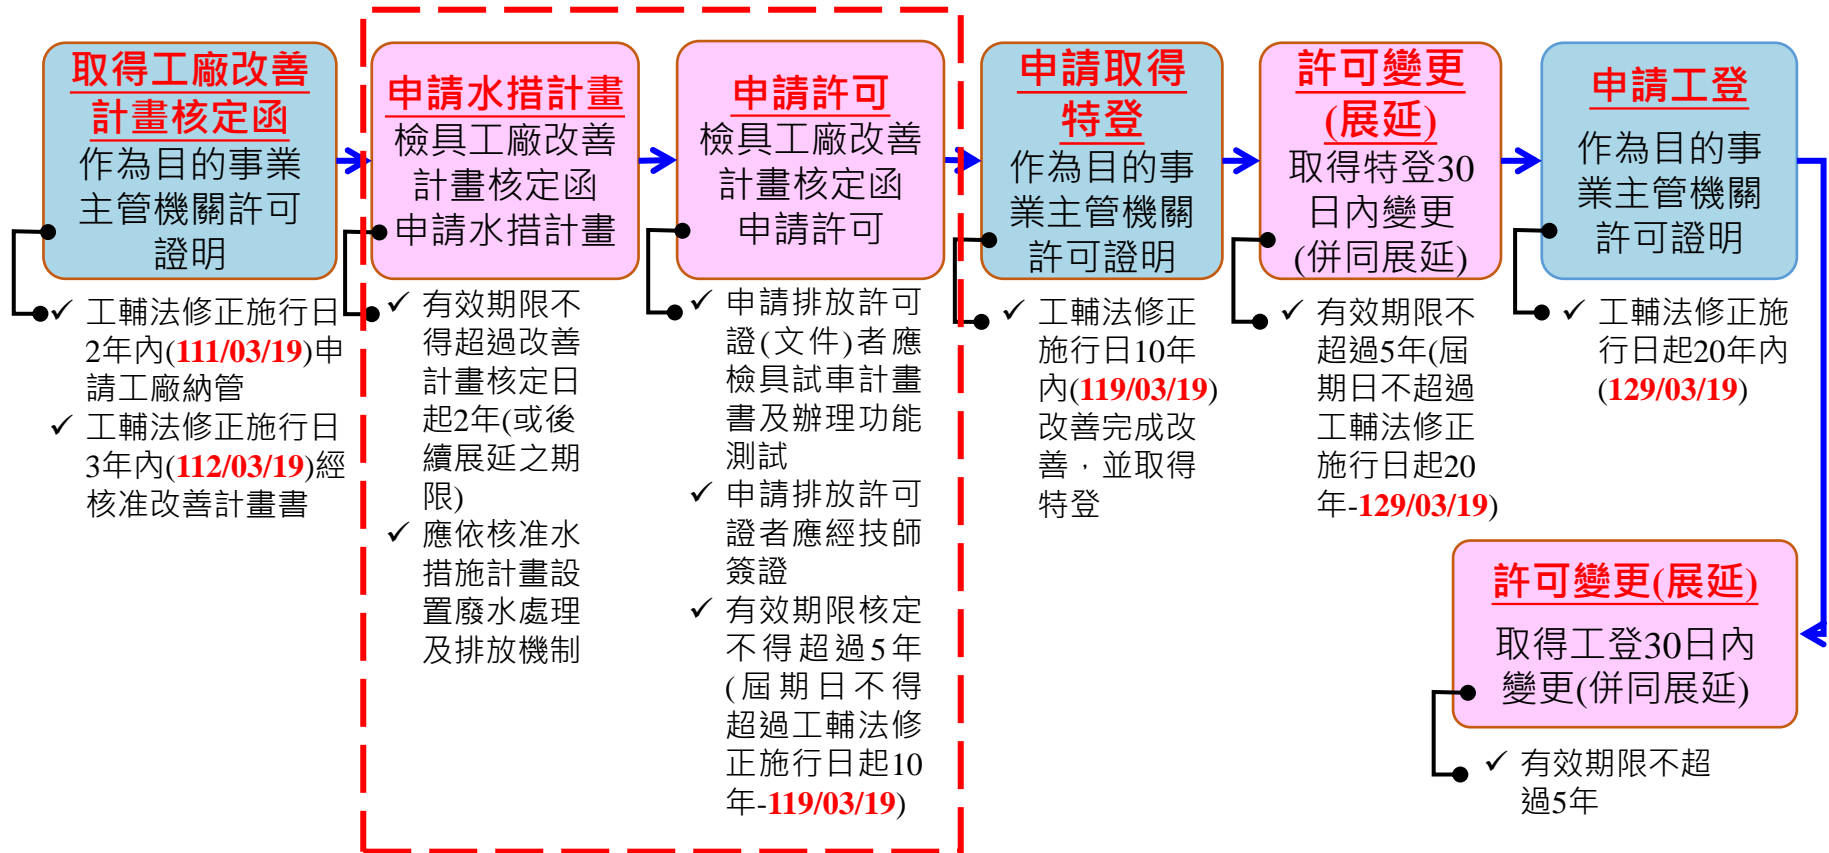 取得工廠改善
計畫核定函
作為目的事業
主管機關許可
證明
✓ 工輔法修正施行日
2年內(111/03/19)申
請工廠納管
✓ 工輔法修正施行日
3年內(112/03/19)經
核准改善計畫書
申請水措計畫
檢具工廠改善
計畫核定函
申請水措計畫
✓ 有效期限不
得超過改善
計畫核定日
起2年(或後
續展延之期
限)
✓ 應依核准水
措施計畫設
置廢水處理
及排放機制
申請許可
檢具工廠改善
計畫核定函
申請許可
✓ 申請排放許可
證(文件)者應
檢具試車計畫
書及辦理功能
測試
✓ 申請排放許可
證者應經技師
簽證
✓ 有效期限核定
不得超過5年
(屆期日不得
超過工輔法修
正施行日起10
年-119/03/19)
申請取得
特登
作為目的事
業主管機關
許可證明
✓ 工輔法修正
施行日10年
內(119/03/19)
改善完成改
善，並取得
特登
許可變更
(展延)
取得特登30
日內變更
(併同展延)
✓ 有效期限不
超過5年(屆
期日不超過
工輔法修正
施行日起20
年-129/03/19)
申請工登
作為目的事
業主管機關
許可證明
✓ 工輔法修正施
行日起20年內
(129/03/19)
許可變更(展延)
取得工登30日內
變更(併同展延)
✓ 有效期限不超
過5年